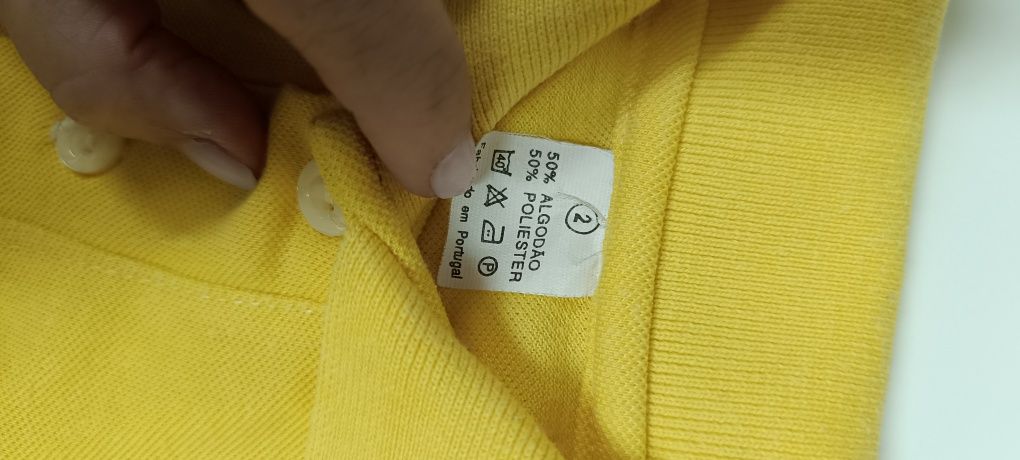 2
50% ALGODÃO
50% POLIESTER
40 P
em Portugal